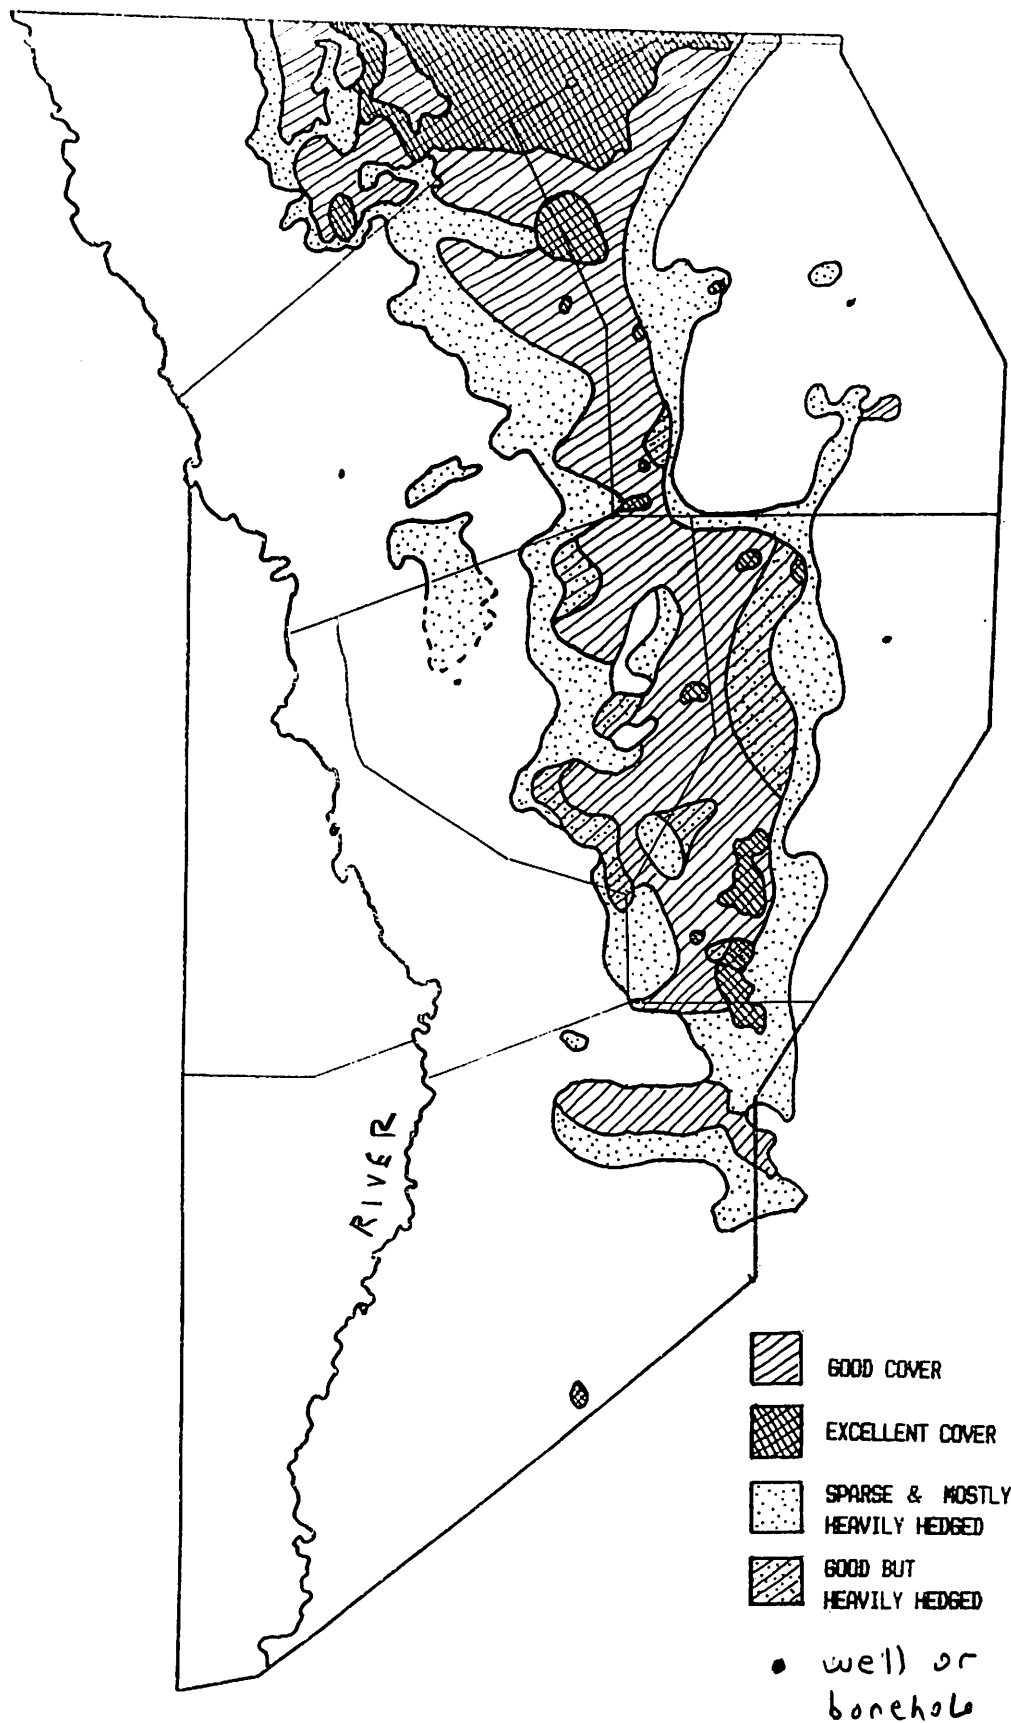 RIVER
GOOD COVER
EXCELLENT COVER
SPARSE & MOSTLY
HEAVILY HEDGED
GOOD BUT
HEAVILY HEDGED
well or
borehole